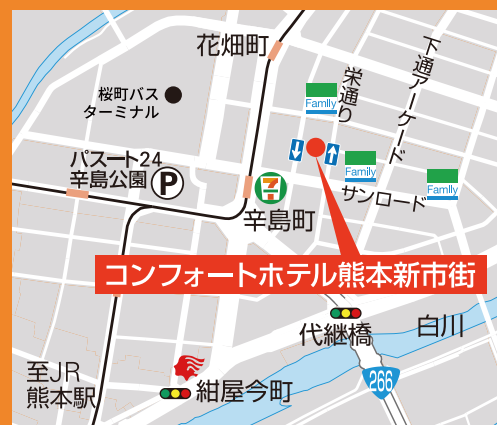 花畑町
下通アーケード
栄通り
桜町バス
ターミナル
Family
パスート24
辛島公園
P
7
Family
Family
サンロード
辛島町
コンフォートホテル熊本新市街
代継橋
白川
至JR
熊本駅
266
紺屋今町